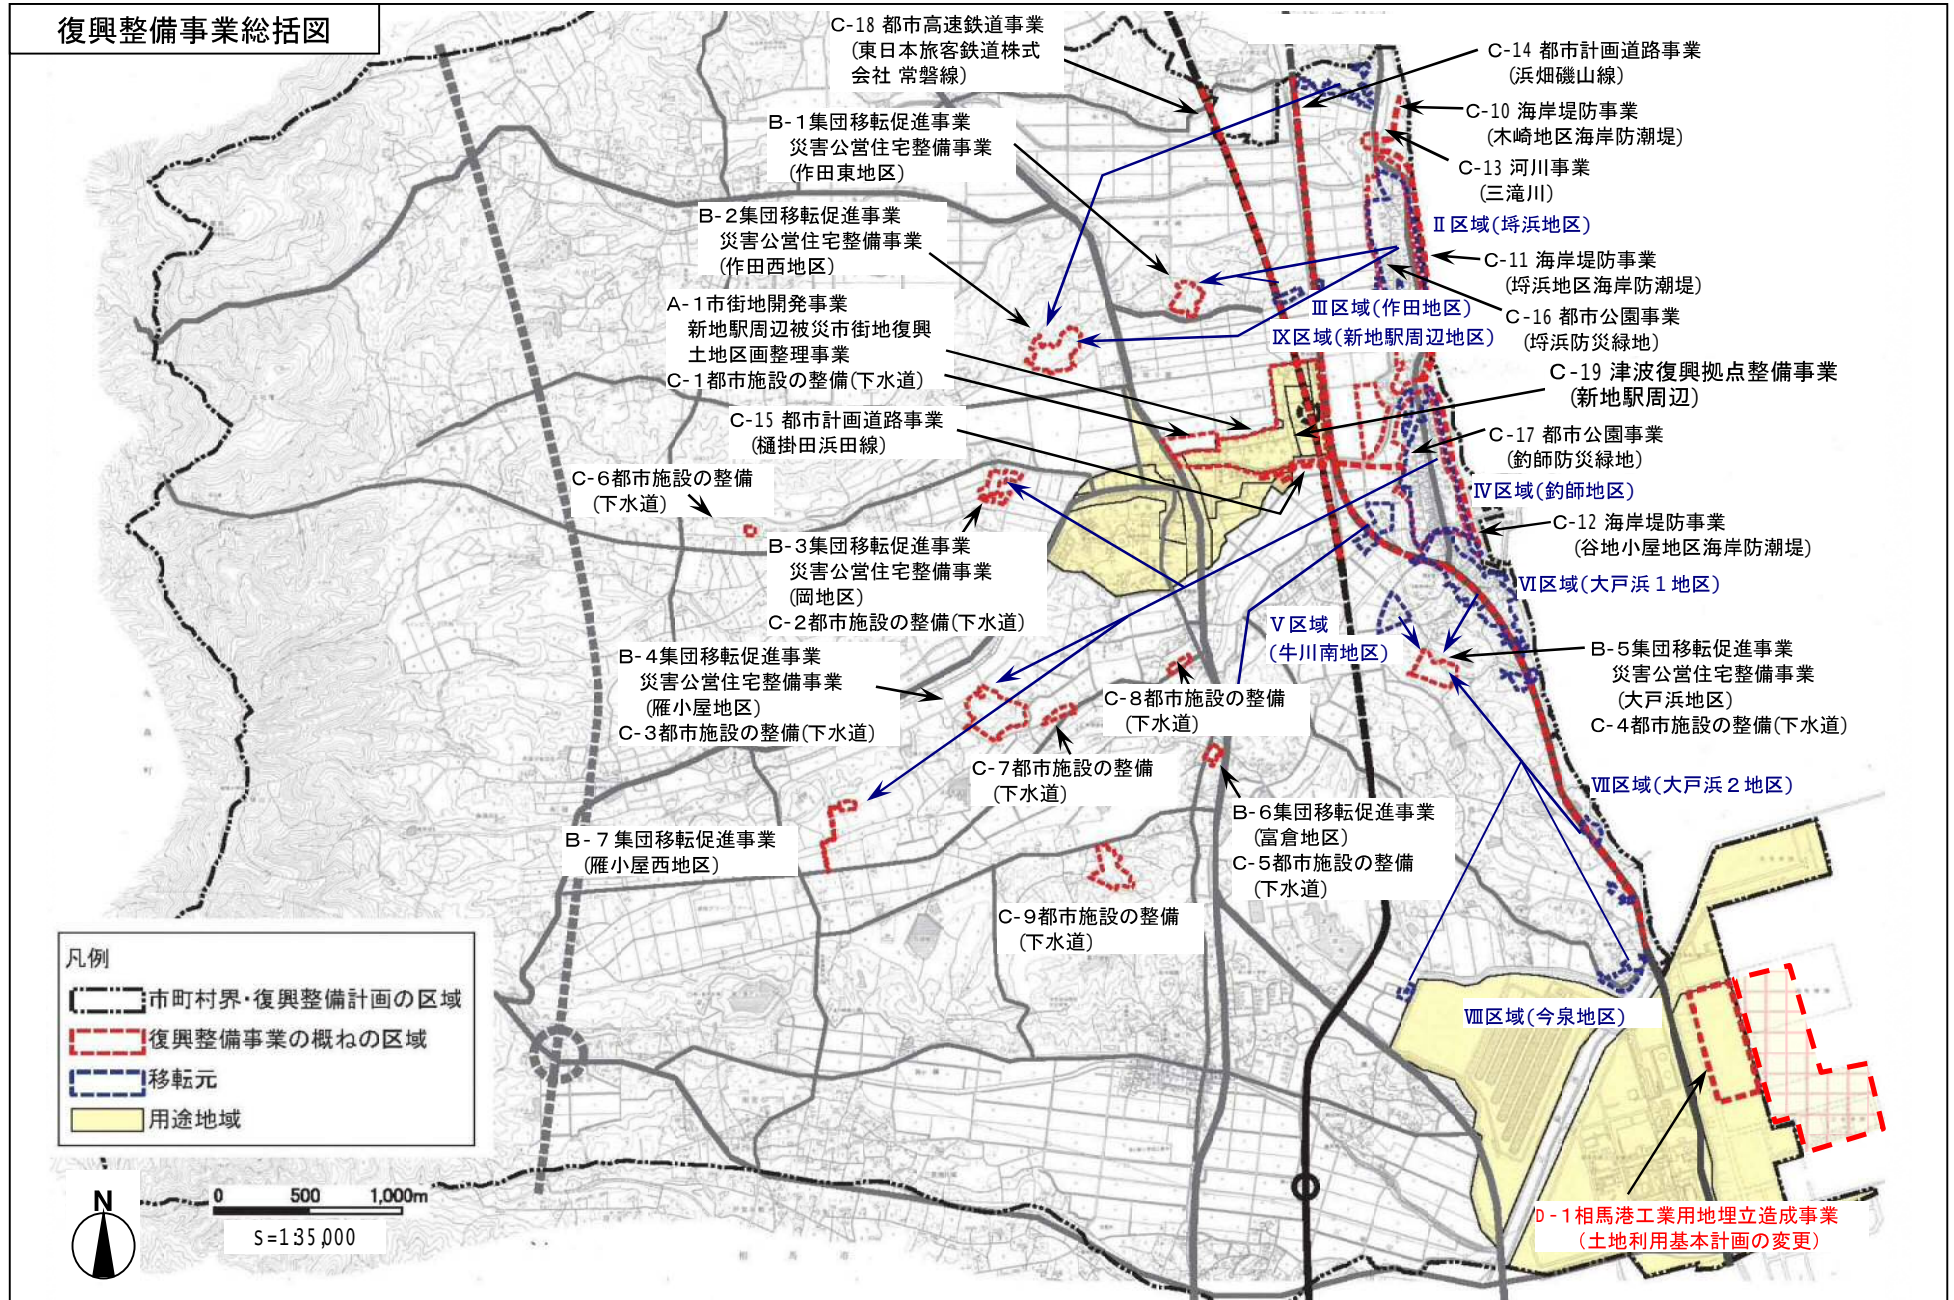 復興整備事業総括図
C-18 都市高速鉄道事業
(東日本旅客鉄道株式
会社 常磐線)
C-14 都市計画道路事業
(浜畑磯山線)
C-10 海岸堤防事業
(木崎地区海岸防潮堤)
C-13 河川事業
(三滝川)
B-1集団移転促進事業
災害公営住宅整備事業
(作田東地区)
B-2集団移転促進事業
災害公営住宅整備事業
(作田西地区)
Ⅱ区域(埒浜地区)
C-11 海岸堤防事業
(埒浜地区海岸防潮堤)
A-1市街地開発事業
新地駅周辺被災市街地復興
土地区画整理事業
C-1都市施設の整備(下水道)
Ⅲ区域(作田地区)
Ⅸ区域(新地駅周辺地区)
C-16 都市公園事業
(埒浜防災緑地)
C-19 津波復興拠点整備事業
(新地駅周辺)
C-15 都市計画道路事業
(樋掛田浜田線)
C-17 都市公園事業
(釣師防災緑地)
C-6都市施設の整備
(下水道)
Ⅳ区域(釣師地区)
C-12 海岸堤防事業
(谷地小屋地区海岸防潮堤)
B-3集団移転促進事業
災害公営住宅整備事業
(岡地区)
C-2都市施設の整備(下水道)
Ⅵ区域(大戸浜1地区)
Ⅴ区域
(牛川南地区)
B-4集団移転促進事業
災害公営住宅整備事業
(雁小屋地区)
C-3都市施設の整備(下水道)
B-5集団移転促進事業
災害公営住宅整備事業
(大戸浜地区)
C-4都市施設の整備(下水道)
C-8都市施設の整備
(下水道)
C-7都市施設の整備
(下水道)
Ⅶ区域(大戸浜2地区)
B-6集団移転促進事業
(富倉地区)
C-5都市施設の整備
(下水道)
B-7集団移転促進事業
(雁小屋西地区)
C-9都市施設の整備
(下水道)
凡例
市町村界・復興整備計画の区域
復興整備事業の概ねの区域
移転元
用途地域
Ⅷ区域(今泉地区)
N
0 500 1,000m
S=1:35,000
D-1相馬港工業用地埋立造成事業
(土地利用基本計画の変更)
相 馬 市